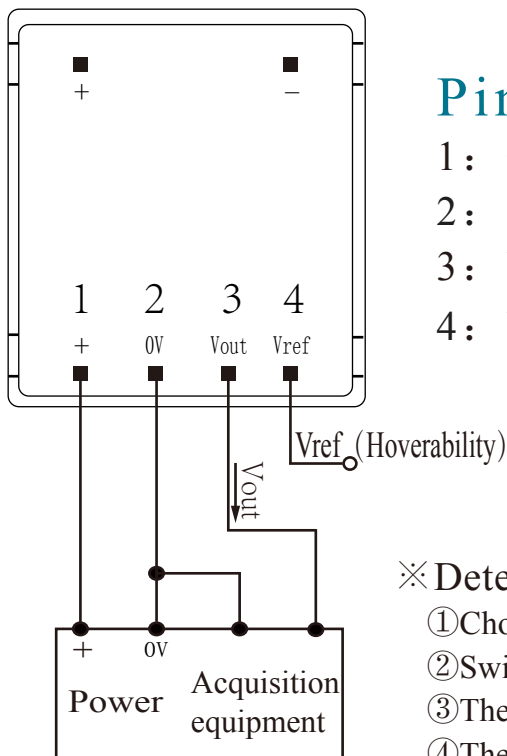 + −
Pin
1：
2：
3：
4：
1 2 3 4
+ 0V Vout Vref
Vref (Hoverability)
Vout
※Dete
①Cho
②Swi
③The
④The
+ 0V
Power Acquisition
equipment